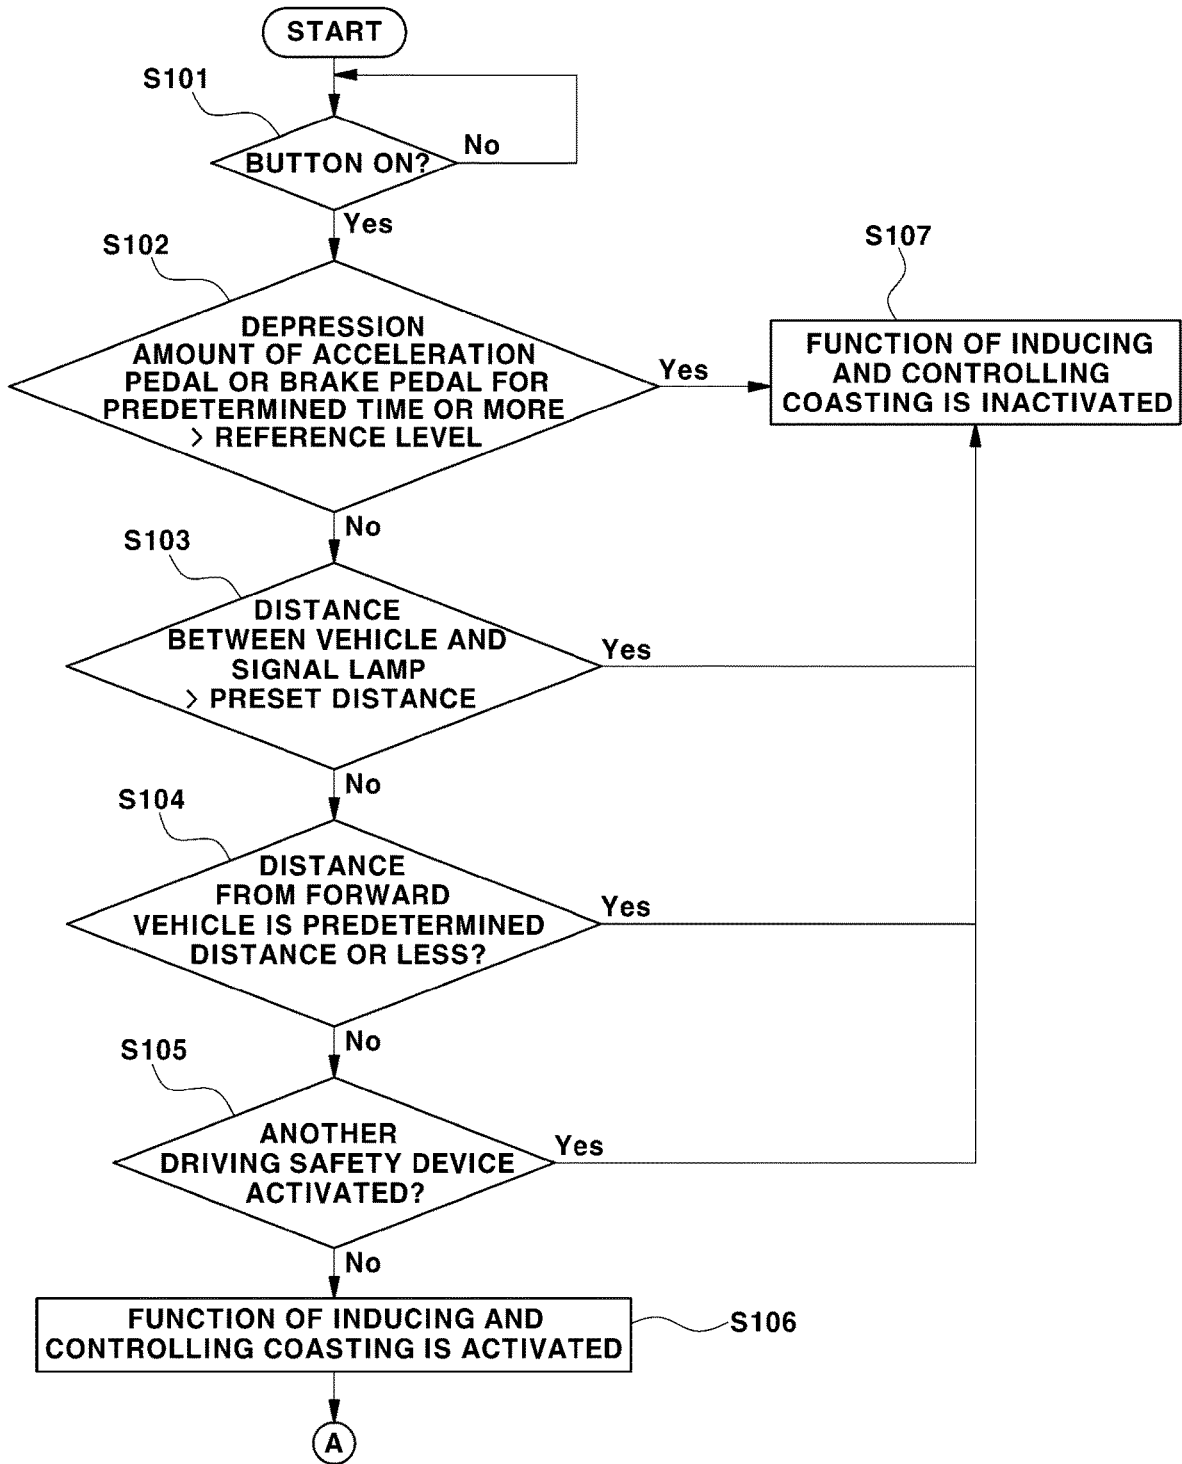 START
S101
BUTTON ON?
No
Yes
S102
DEPRESSION
AMOUNT OF ACCELERATION
PEDAL OR BRAKE PEDAL FOR
PREDETERMINED TIME OR MORE
> REFERENCE LEVEL
Yes
S107
FUNCTION OF INDUCING
AND CONTROLLING
COASTING IS INACTIVATED
No
S103
DISTANCE
BETWEEN VEHICLE AND
SIGNAL LAMP
> PRESET DISTANCE
Yes
No
S104
DISTANCE
FROM FORWARD
VEHICLE IS PREDETERMINED
DISTANCE OR LESS?
Yes
No
S105
ANOTHER
DRIVING SAFETY DEVICE
ACTIVATED?
Yes
No
FUNCTION OF INDUCING AND
CONTROLLING COASTING IS ACTIVATED
S106
A